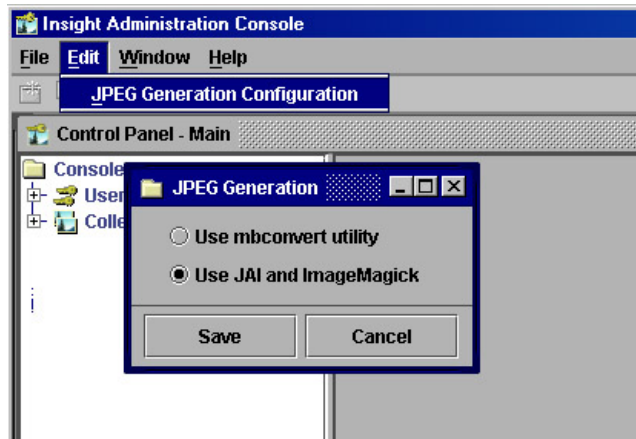 Insight Administration Console
File Edit Window Help
JPEG Generation Configuration
Control Panel - Main
Console
User
Colle
JPEG Generation
Use mbconvert utility
Use JAI and ImageMagick
Save Cancel